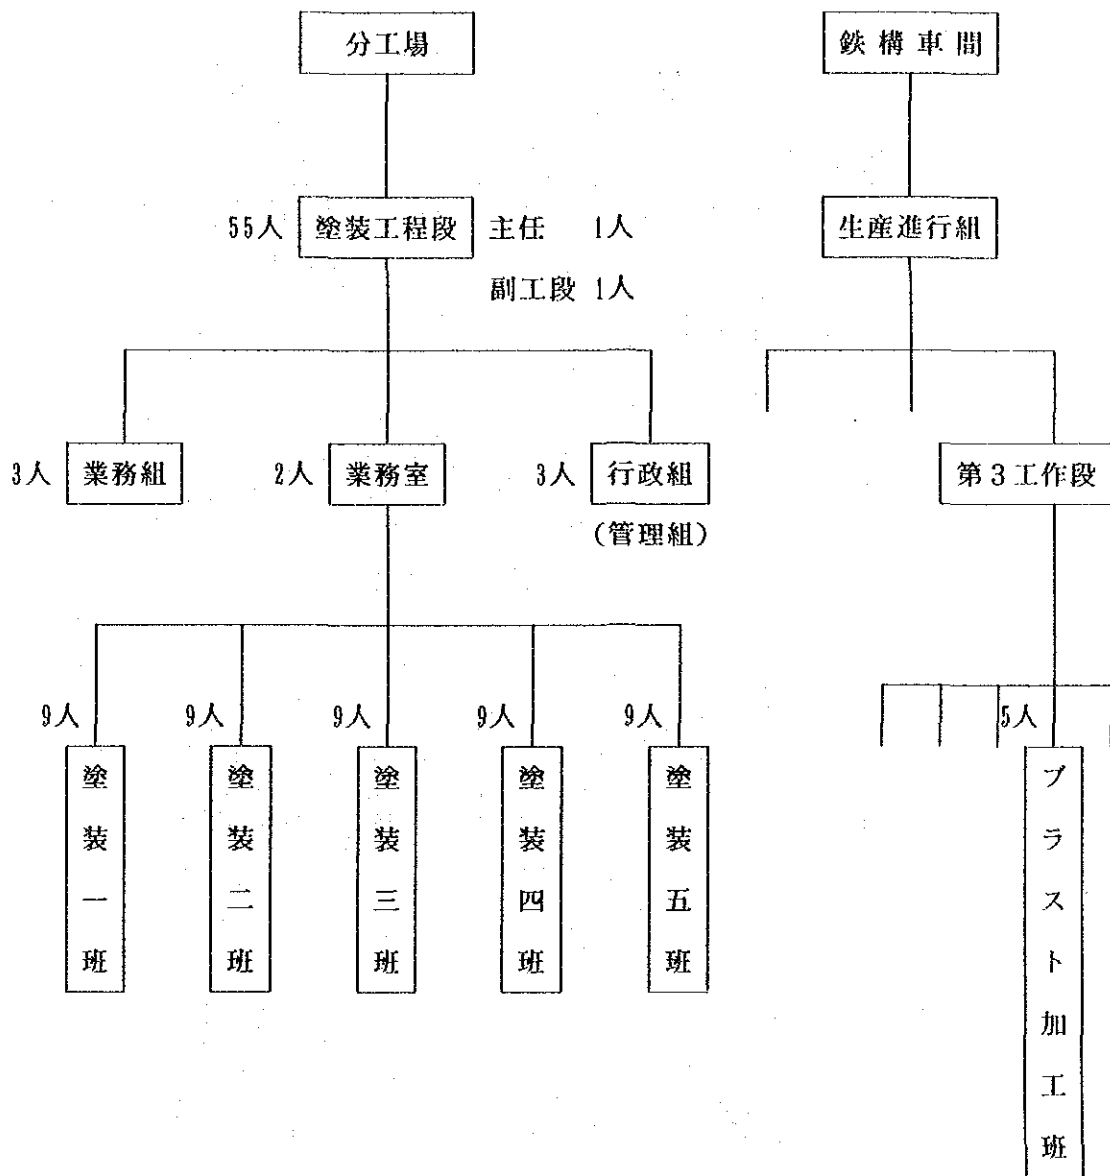 分工場
鉄構車間
55人 塗装工程段 主任 1人
副工段 1人
生産進行組
3人 業務組
2人 業務室
3人 行政組
(管理組)
第3工作段
9人
9人
9人
9人
9人
5人
塗装一班
塗装二班
塗装三班
塗装四班
塗装五班
ブラスト加工班